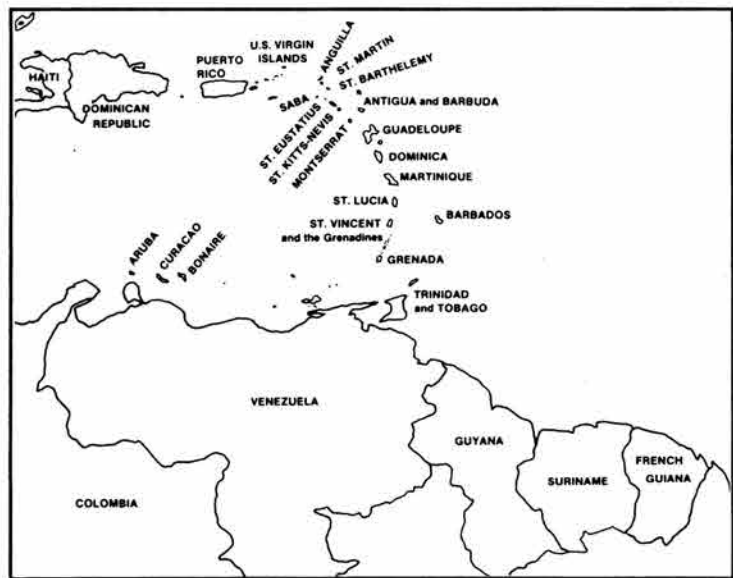 HAITI
DOMINICAN
REPUBLIC
PUERTO
RICO
U.S. VIRGIN
ISLANDS
ANGUILLA
ST. MARTIN
ST. BARTHELEMY
SABA
ST. EUSTATIUS
ST. KITTS-NEVIS
MONTSERRAT
ANTIGUA and BARBUDA
GUADELOUPE
DOMINICA
MARTINIQUE
ST. LUCIA
ST. VINCENT
and the Grenadines
BARBADOS
GRENADA
ARUBA
CURACAO
BONAIRE
TRINIDAD
and TOBAGO
VENEZUELA
GUYANA
SURINAME
FRENCH
GUIANA
COLOMBIA